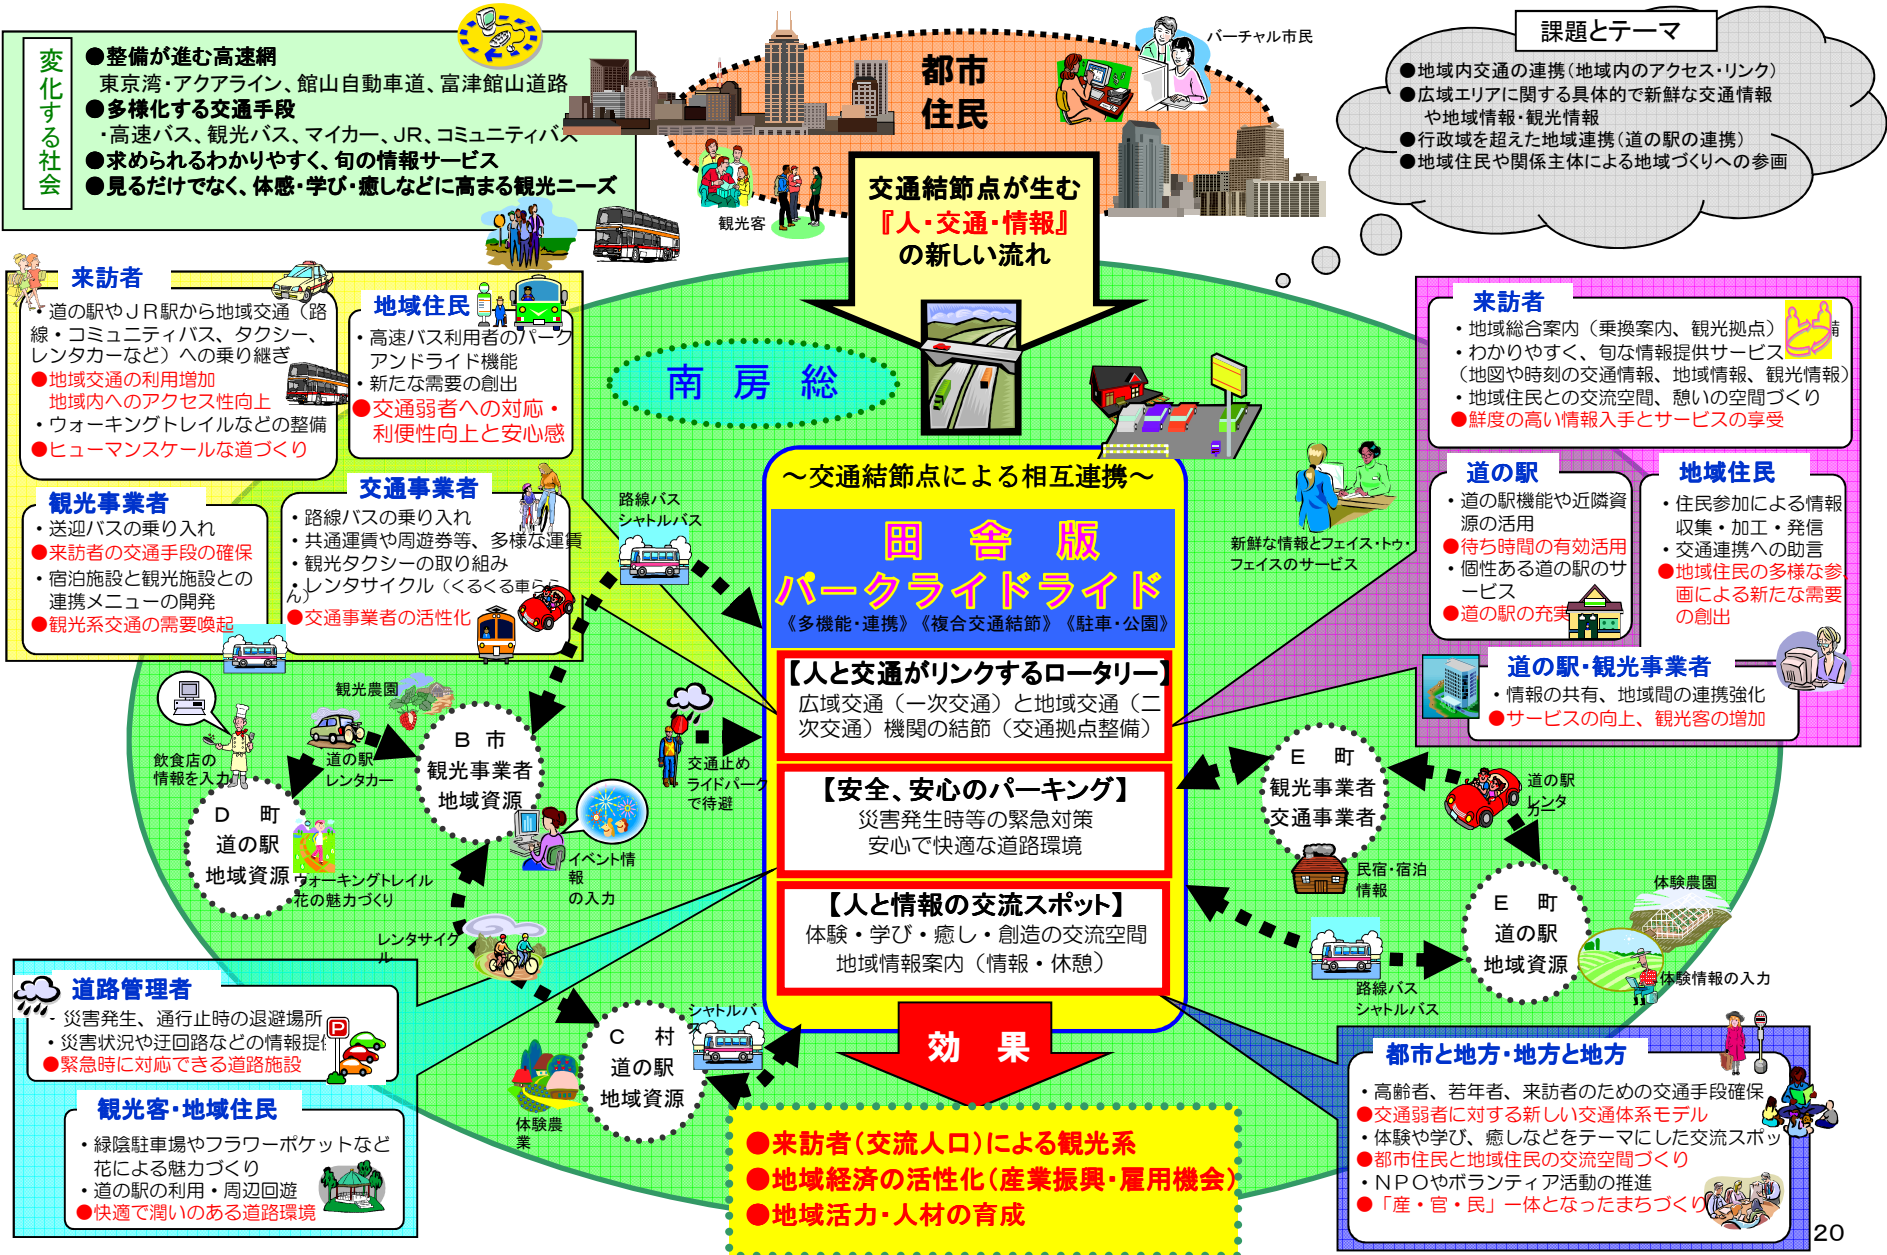 変化する社会
●整備が進む高速網
東京湾・アクアライン、館山自動車道、富津館山道路
●多様化する交通手段
・高速バス、観光バス、マイカー、JR、コミュニティバス
●求められるわかりやすく、旬の情報サービス
●見るだけでなく、体感・学び・癒しなどに高まる観光ニーズ
都市
住民
バーチャル市民
観光客
課題とテーマ
●地域内交通の連携（地域内のアクセス・リンク）
●広域エリアに関する具体的で新鮮な交通情報
や地域情報・観光情報
●行政域を超えた地域連携（道の駅の連携）
●地域住民や関係主体による地域づくりへの参画
交通結節点が生む
『人・交通・情報』
の新しい流れ
南 房 総
来訪者
・道の駅やＪＲ駅から地域交通（路
線・コミュニティバス、タクシー、
レンタカーなど）への乗り継ぎ
●地域交通の利用増加
地域内へのアクセス性向上
・ウォーキングトレイルなどの整備
●ヒューマンスケールな道づくり
地域住民
・高速バス利用者のパーク
アンドライド機能
・新たな需要の創出
●交通弱者への対応・
利便性向上と安心感
観光事業者
・送迎バスの乗り入れ
●来訪者の交通手段の確保
・宿泊施設と観光施設との
連携メニューの開発
●観光系交通の需要喚起
交通事業者
・路線バスの乗り入れ
・共通運賃や周遊券等、多様な運賃
・観光タクシーの取り組み
・レンタサイクル（くるくる車らら
ん）
●交通事業者の活性化
路線バス
シャトルバス
～交通結節点による相互連携～
田 舎 版
パークライドライド
《多機能・連携》《複合交通結節》《駐車・公園》
【人と交通がリンクするロータリー】
広域交通（一次交通）と地域交通（二
次交通）機関の結節（交通拠点整備）
【安全、安心のパーキング】
災害発生時等の緊急対策
安心で快適な道路環境
【人と情報の交流スポット】
体験・学び・癒し・創造の交流空間
地域情報案内（情報・休憩）
新鮮な情報とフェイス・トゥ・
フェイスのサービス
来訪者
・地域総合案内（乗換案内、観光拠点）
備
・わかりやすく、旬な情報提供サービス
（地図や時刻の交通情報、地域情報、観光情報）
・地域住民との交流空間、憩いの空間づくり
●鮮度の高い情報入手とサービスの享受
道の駅
・道の駅機能や近隣資
源の活用
●待ち時間の有効活用
・個性ある道の駅のサ
ービス
●道の駅の充実
地域住民
・住民参加による情報
収集・加工・発信
・交通連携への助言
●地域住民の多様な参
画による新たな需要
の創出
道の駅・観光事業者
・情報の共有、地域間の連携強化
●サービスの向上、観光客の増加
観光農園
飲食店の
情報を入力
道の駅
レンタカー
Ｂ 市
観光事業者
地域資源
交通止め
ライドパーク
で待避
Ｄ 町
道の駅
地域資源
ウォーキングトレイル
花の魅力づくり
イベント情
報
の入力
レンタサイク
ル
Ｅ 町
観光事業者
交通事業者
道の駅
レンタ
カー
民宿・宿泊
情報
体験農園
Ｅ 町
道の駅
地域資源
体験情報の入力
路線バス
シャトルバス
Ｃ 村
道の駅
地域資源
シャトルバ
ス
体験農
業
道路管理者
・災害発生、通行止時の退避場所
・災害状況や迂回路などの情報提
●緊急時に対応できる道路施設
P
観光客・地域住民
・緑陰駐車場やフラワーポケットなど
花による魅力づくり
・道の駅の利用・周辺回遊
●快適で潤いのある道路環境
効 果
●来訪者（交流人口）による観光系
●地域経済の活性化（産業振興・雇用機会）
●地域活力・人材の育成
都市と地方・地方と地方
・高齢者、若年者、来訪者のための交通手段確保
●交通弱者に対する新しい交通体系モデル
・体験や学び、癒しなどをテーマにした交流スポッ
●都市住民と地域住民の交流空間づくり
・ＮＰＯやボランティア活動の推進
●「産・官・民」一体となったまちづくり
20